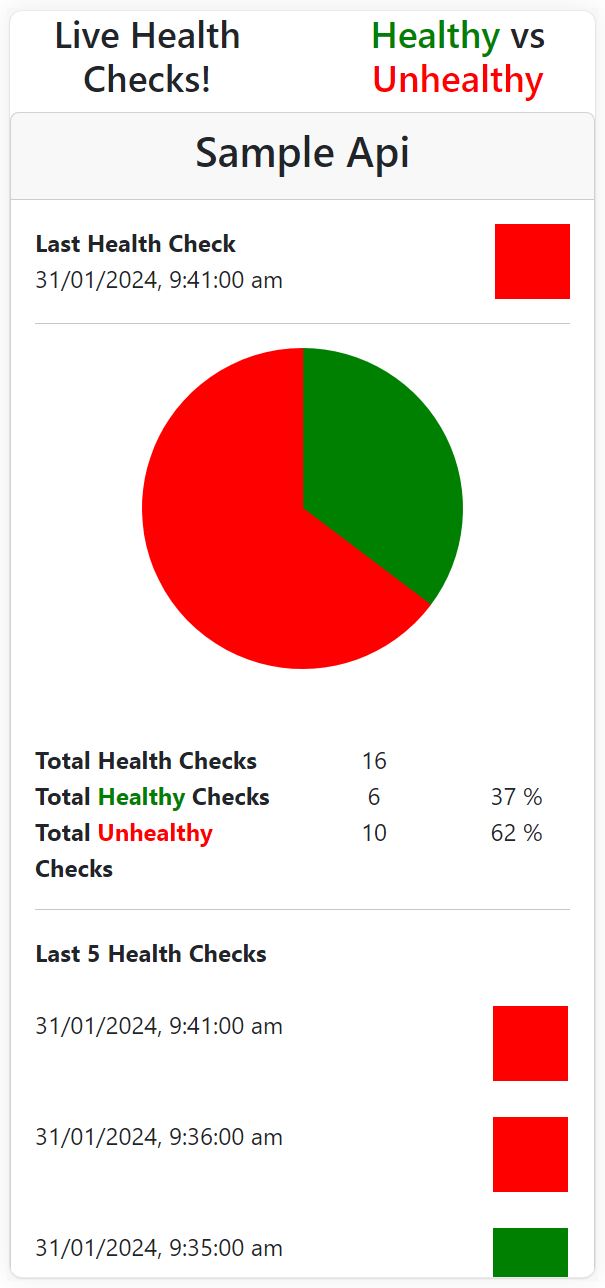 Live Health
Checks!
Healthy vs
Unhealthy
Sample Api
Last Health Check
31/01/2024, 9:41:00 am
Total Health Checks 16
Total Healthy Checks 6 37 %
Total Unhealthy 10 62 %
Checks
Last 5 Health Checks
31/01/2024, 9:41:00 am
31/01/2024, 9:36:00 am
31/01/2024, 9:35:00 am